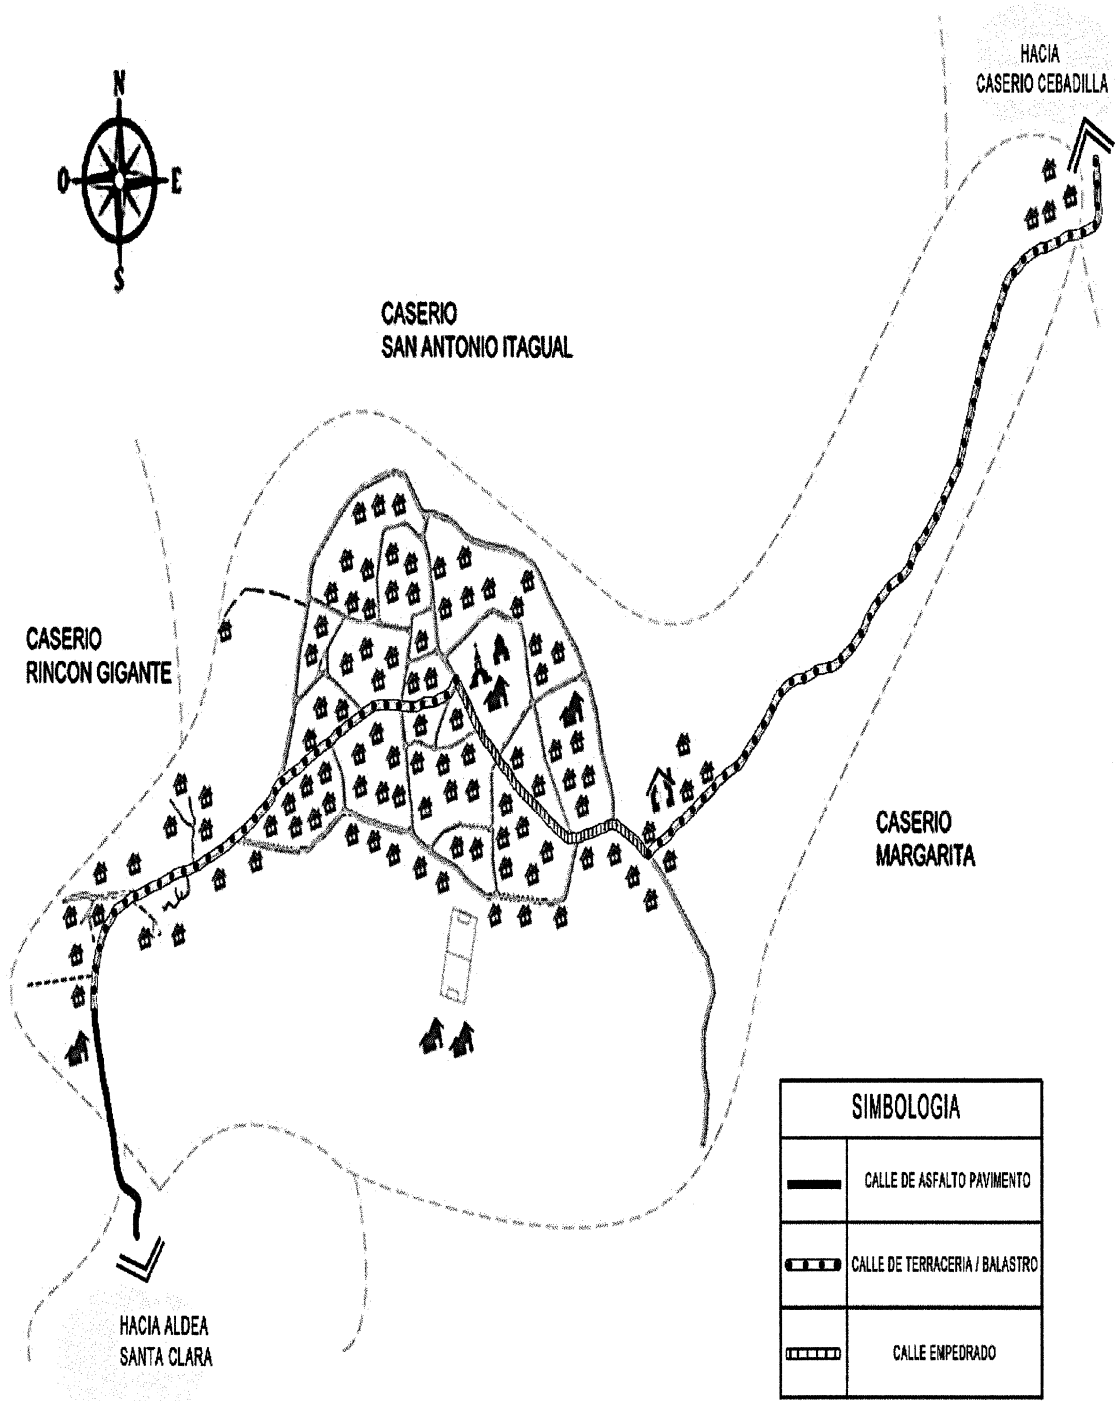 HACIA
CASERIO CEBADILLA
N
O
E
S
CASERIO
SAN ANTONIO ITAGUAL
CASERIO
RINCON GIGANTE
CASERIO
MARGARITA
SIMBOLOGIA
CALLE DE ASFALTO PAVIMENTO
CALLE DE TERRACERIA / BALASTRO
CALLE EMPEDRADO
HACIA ALDEA
SANTA CLARA